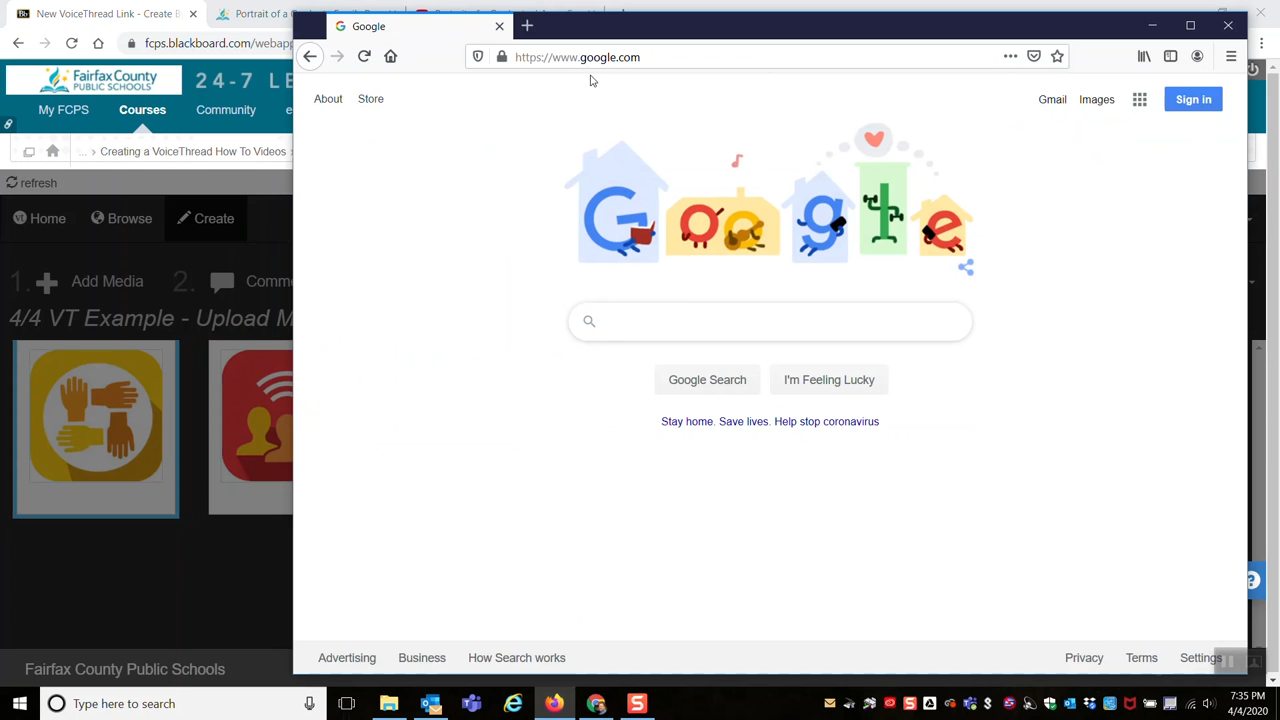 New VoiceThread Link - Create B
Portrait of a
Google
fcps.blackboard.com/webapp
https://www.google.com
FAIRFAX COUNTY
PUBLIC SCHOOLS
24-7 LE
My FCPS Courses Community e
... > Creating a VoiceThread How To Videos
refresh
Home Browse Create
1. Add Media 2. Comme
4/4 VT Example - Upload M
Fairfax County Public Schools
About Store
Gmail Images Sign in
Google
Google Search I'm Feeling Lucky
Stay home. Save lives. Help stop coronavirus
Advertising Business How Search works
Privacy Terms Settings
Type here to search
7:35 PM
4/4/2020